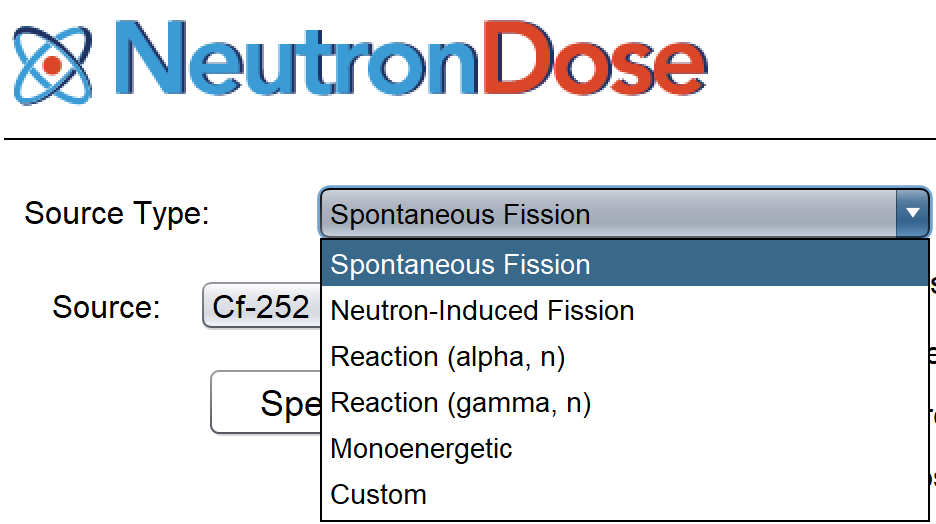 NeutronDose
Source Type:
Spontaneous Fission
Spontaneous Fission
Source:
Cf-252
Neutron-Induced Fission
Reaction (alpha, n)
Reaction (gamma, n)
Monoenergetic
Custom